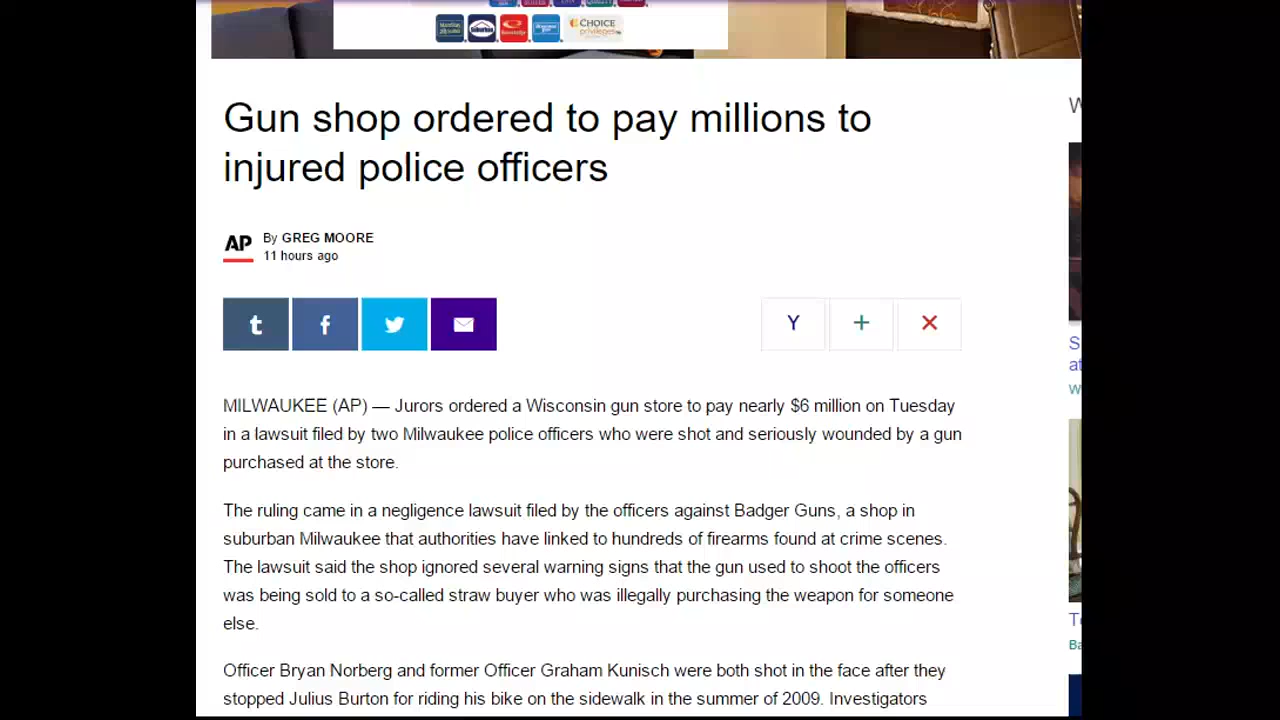 CHOICE
privileges
Gun shop ordered to pay millions to
injured police officers
AP
By GREG MOORE
11 hours ago
t
f
Y
+
MILWAUKEE (AP) — Jurors ordered a Wisconsin gun store to pay nearly $6 million on Tuesday
in a lawsuit filed by two Milwaukee police officers who were shot and seriously wounded by a gun
purchased at the store.
The ruling came in a negligence lawsuit filed by the officers against Badger Guns, a shop in
suburban Milwaukee that authorities have linked to hundreds of firearms found at crime scenes.
The lawsuit said the shop ignored several warning signs that the gun used to shoot the officers
was being sold to a so-called straw buyer who was illegally purchasing the weapon for someone
else.
Officer Bryan Norberg and former Officer Graham Kunisch were both shot in the face after they
stopped Julius Burton for riding his bike on the sidewalk in the summer of 2009. Investigators